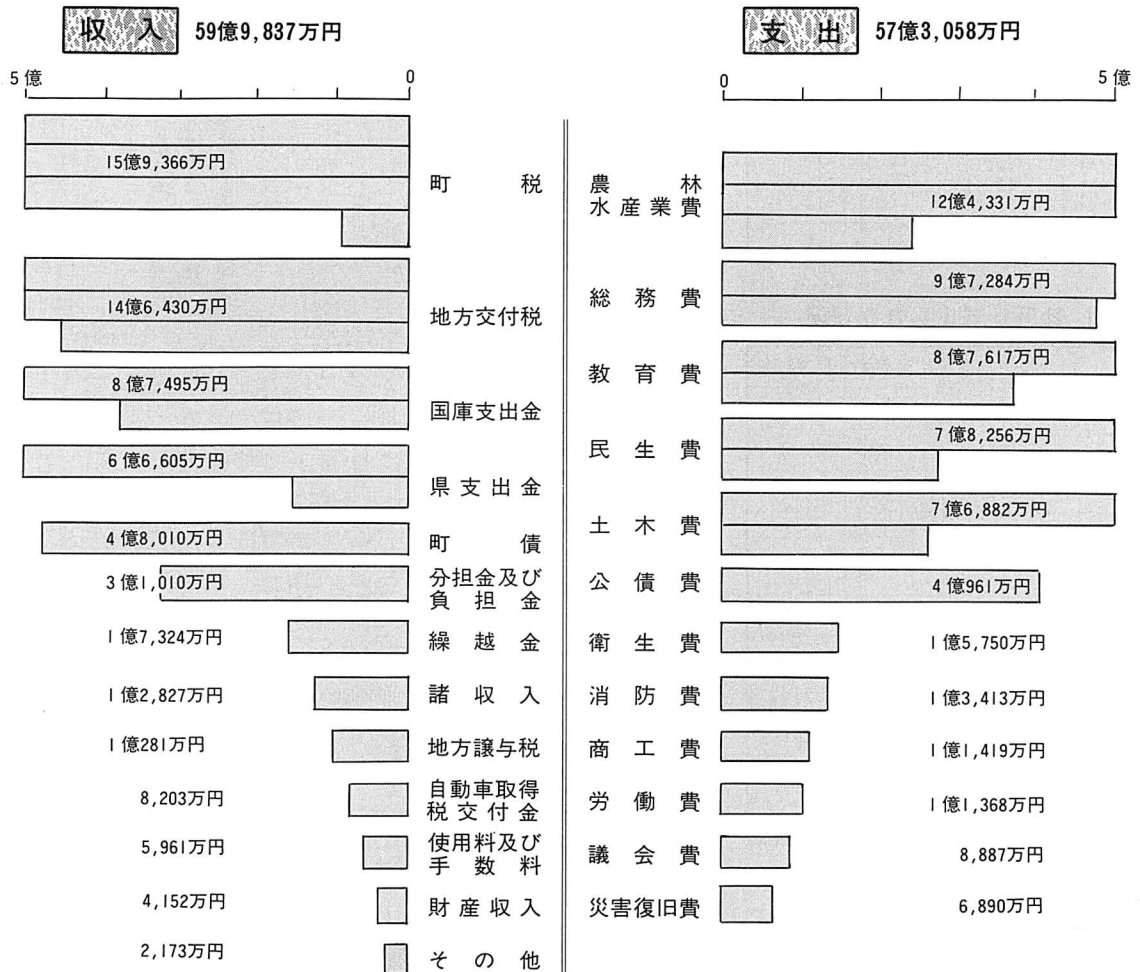 収入 59億9,837万円
5億 0
15億9,366万円 町税
14億6,430万円 地方交付税
8億7,495万円 国庫支出金
6億6,605万円 県支出金
4億8,010万円 町債
3億1,010万円 分担金及び
負担金
1億7,324万円 繰越金
1億2,827万円 諸収入
1億281万円 地方譲与税
8,203万円 自動車取得
税交付金
5,961万円 使用料及び
手数料
4,152万円 財産収入
2,173万円 その他
支出 57億3,058万円
0 5億
農林
水産業費 12億4,331万円
総務費 9億7,284万円
教育費 8億7,617万円
民生費 7億8,256万円
土木費 7億6,882万円
公債費 4億961万円
衛生費 1億5,750万円
消防費 1億3,413万円
商工費 1億1,419万円
労働費 1億1,368万円
議会費 8,887万円
災害復旧費 6,890万円